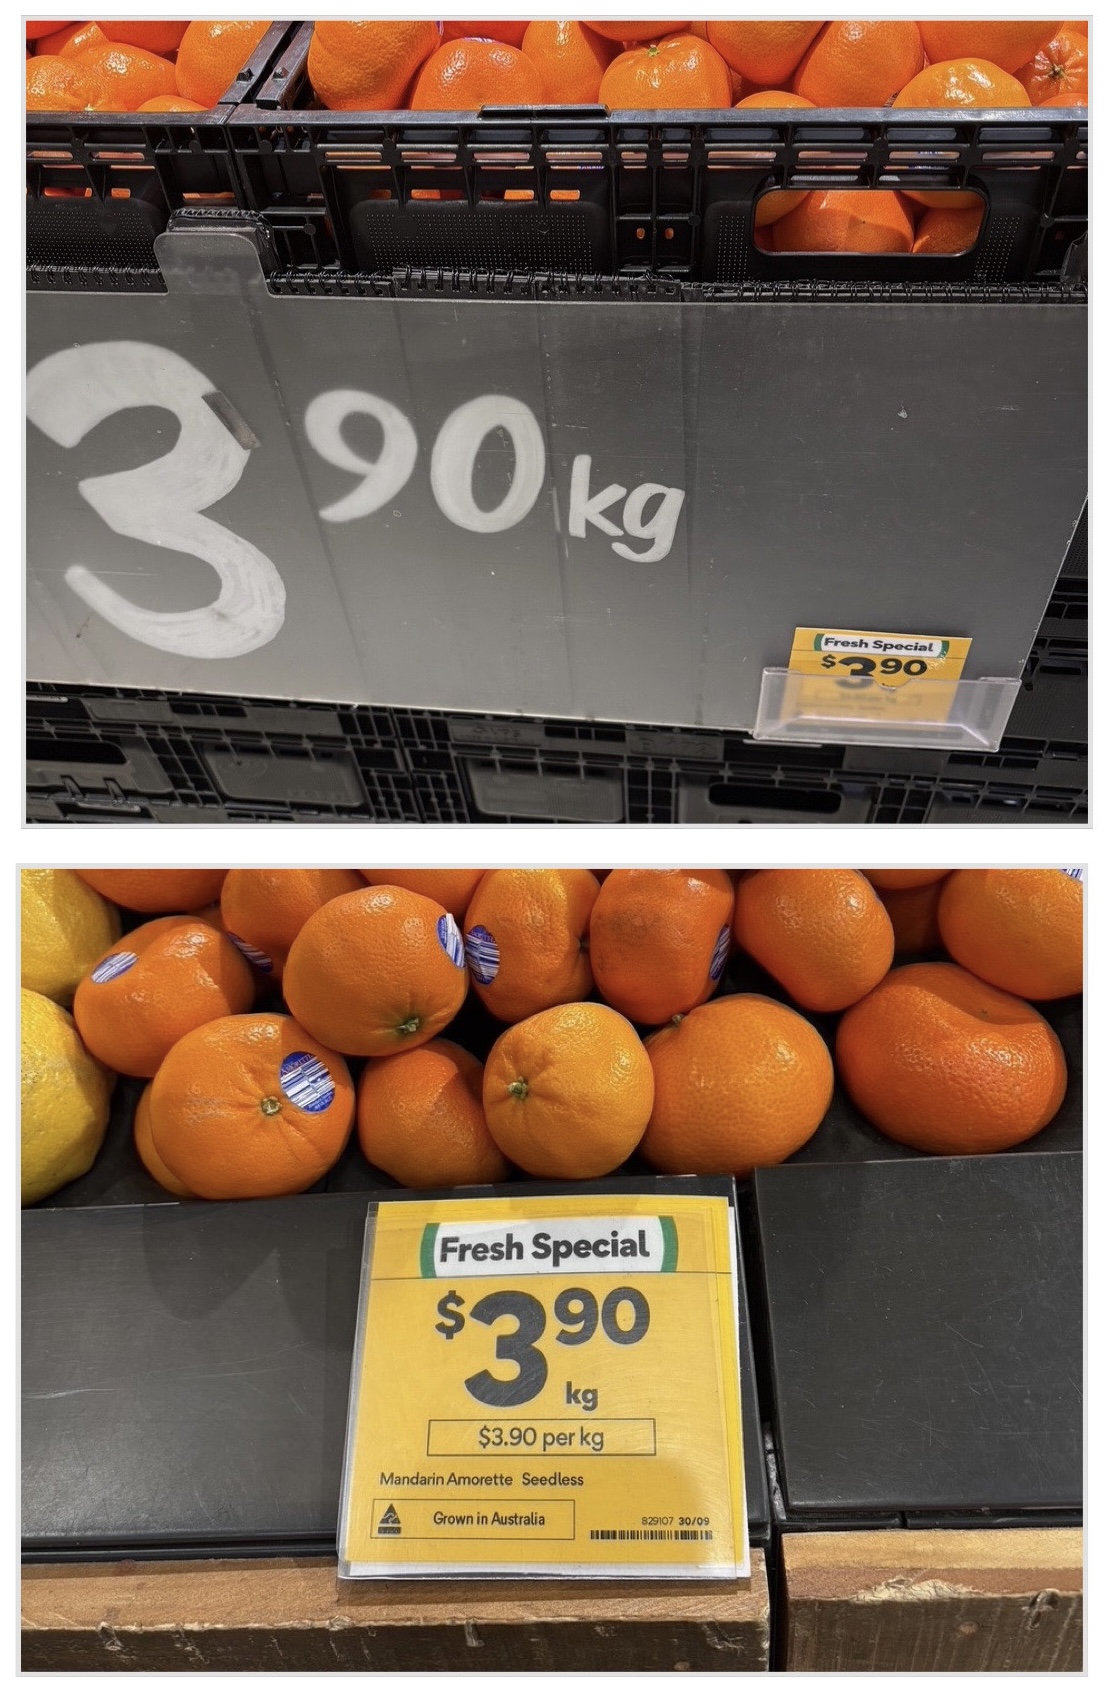 3 90 kg
Fresh Special
$3 90
Fresh Special
$3 90
kg
$3.90 per kg
Mandarin Amorette Seedless
Grown in Australia
829107 30/09